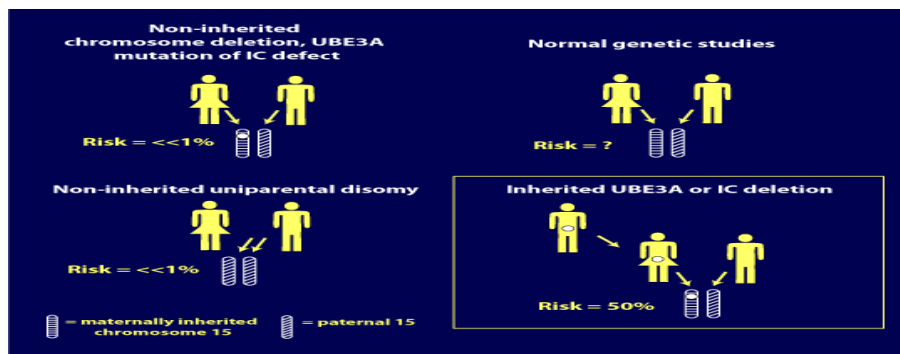 Non-inherited
chromosome deletion, UBE3A
mutation of IC defect
Risk = <<1%
Normal genetic studies
Risk = ?
Non-inherited uniparental disomy
Risk = <<1%
Inherited UBE3A or IC deletion
Risk = 50%
= maternally inherited
chromosome 15
= paternal 15